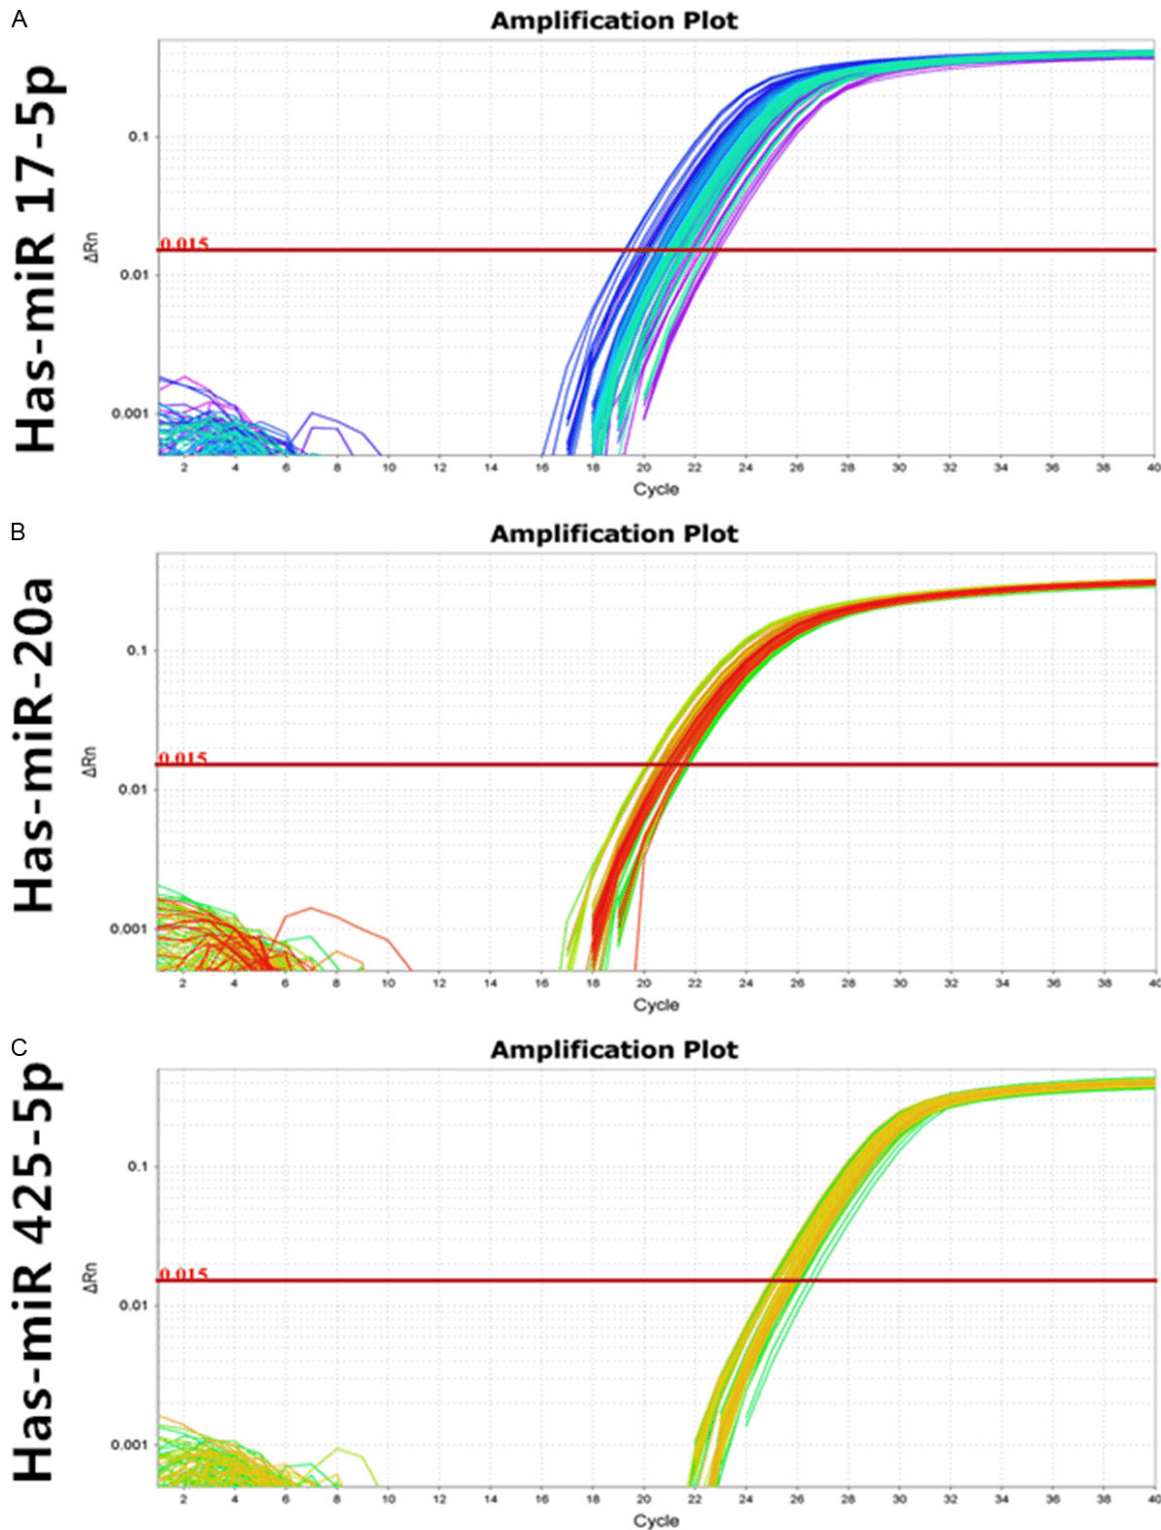 A
Amplification Plot
Has-miR 17-5p
ΔRn
0.1
0.015
0.01
0.001
2 4 6 8 10 12 14 16 18 20 22 24 26 28 30 32 34 36 38 40
Cycle
B
Amplification Plot
Has-miR-20a
ΔRn
0.1
0.015
0.01
0.001
2 4 6 8 10 12 14 16 18 20 22 24 26 28 30 32 34 36 38 40
Cycle
C
Amplification Plot
Has-miR 425-5p
ΔRn
0.1
0.015
0.01
0.001
2 4 6 8 10 12 14 16 18 20 22 24 26 28 30 32 34 36 38 40
Cycle